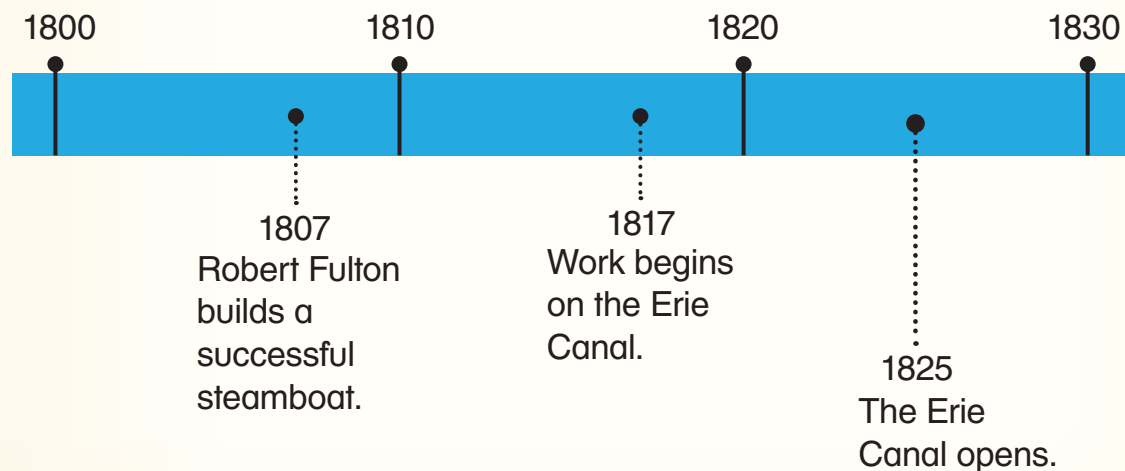 1800
1810
1820
1830
1807
Robert Fulton
builds a
successful
steamboat.
1817
Work begins
on the Erie
Canal.
1825
The Erie
Canal opens.